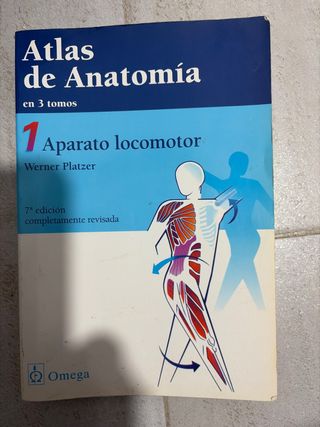 Atlas
de Anatomía
en 3 tomos
1 Aparato locomotor
Werner Platzer
7ª edición
completamente revisada
Omega